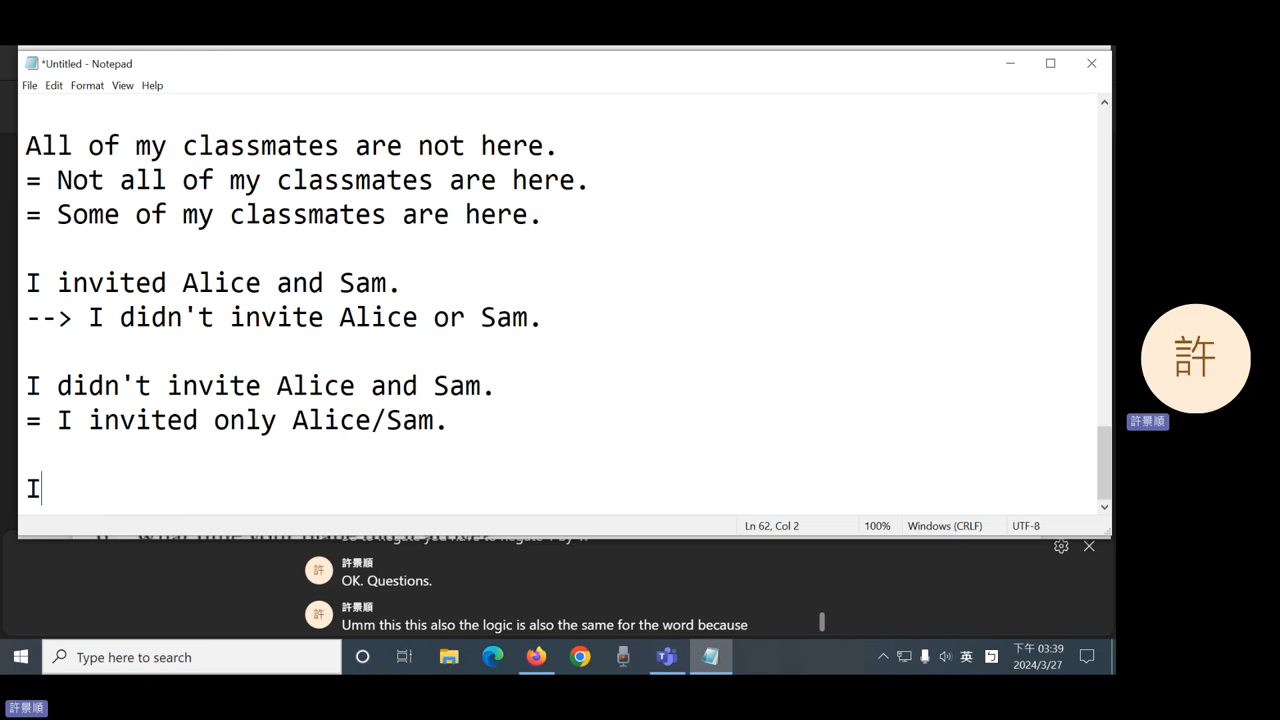 *Untitled - Notepad
File Edit Format View Help
All of my classmates are not here.
= Not all of my classmates are here.
= Some of my classmates are here.
I invited Alice and Sam.
--> I didn't invite Alice or Sam.
I didn't invite Alice and Sam.
= I invited only Alice/Sam.
I
許
許景順
Ln 62, Col 2 100% Windows (CRLF) UTF-8
許 許景順
OK. Questions.
許 許景順
Umm this this also the logic is also the same for the word because
Type here to search
英
下午 03:39
2024/3/27
許景順